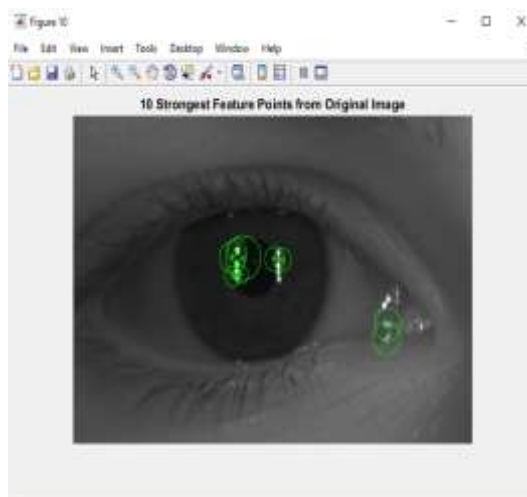 Figure 10
File Edit View Insert Tools Desktop Window Help
10 Strongest Feature Points from Original Image